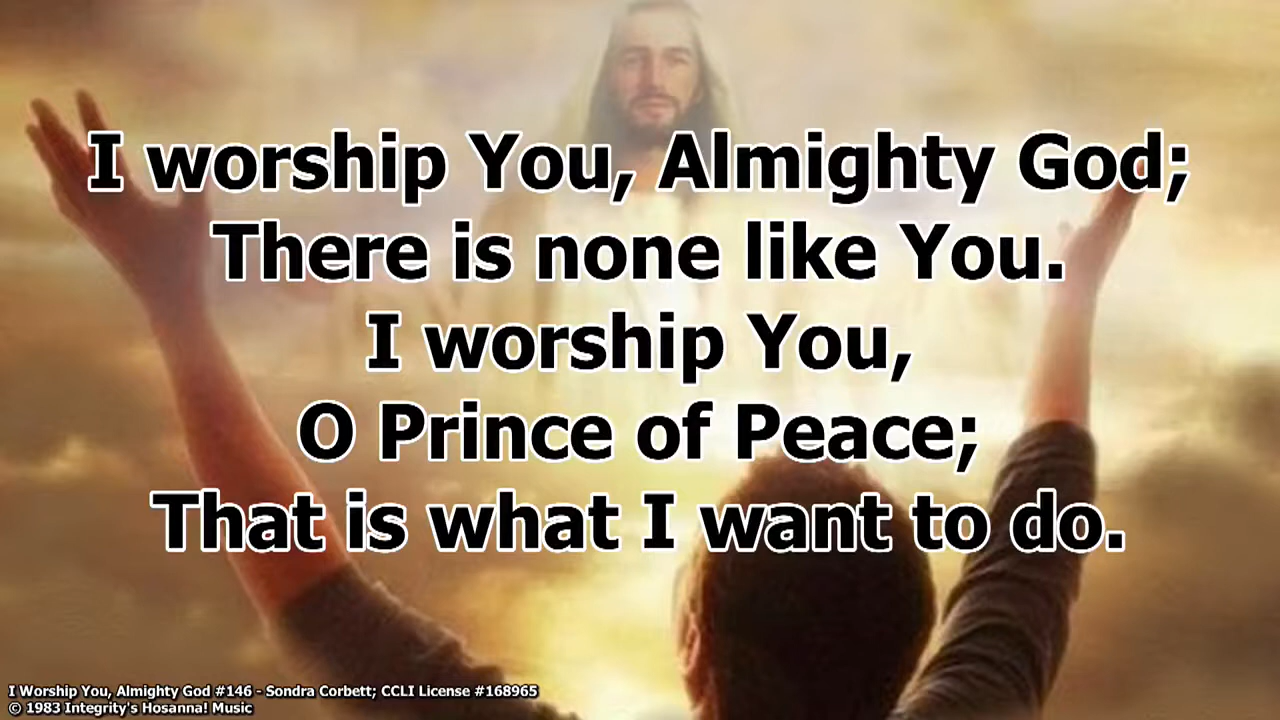 I worship You, Almighty God;
There is none like You.
I worship You,
O Prince of Peace;
That is what I want to do.
I Worship You, Almighty God #146 - Sondra Corbett; CCLI License #168965
© 1983 Integrity's Hosanna! Music